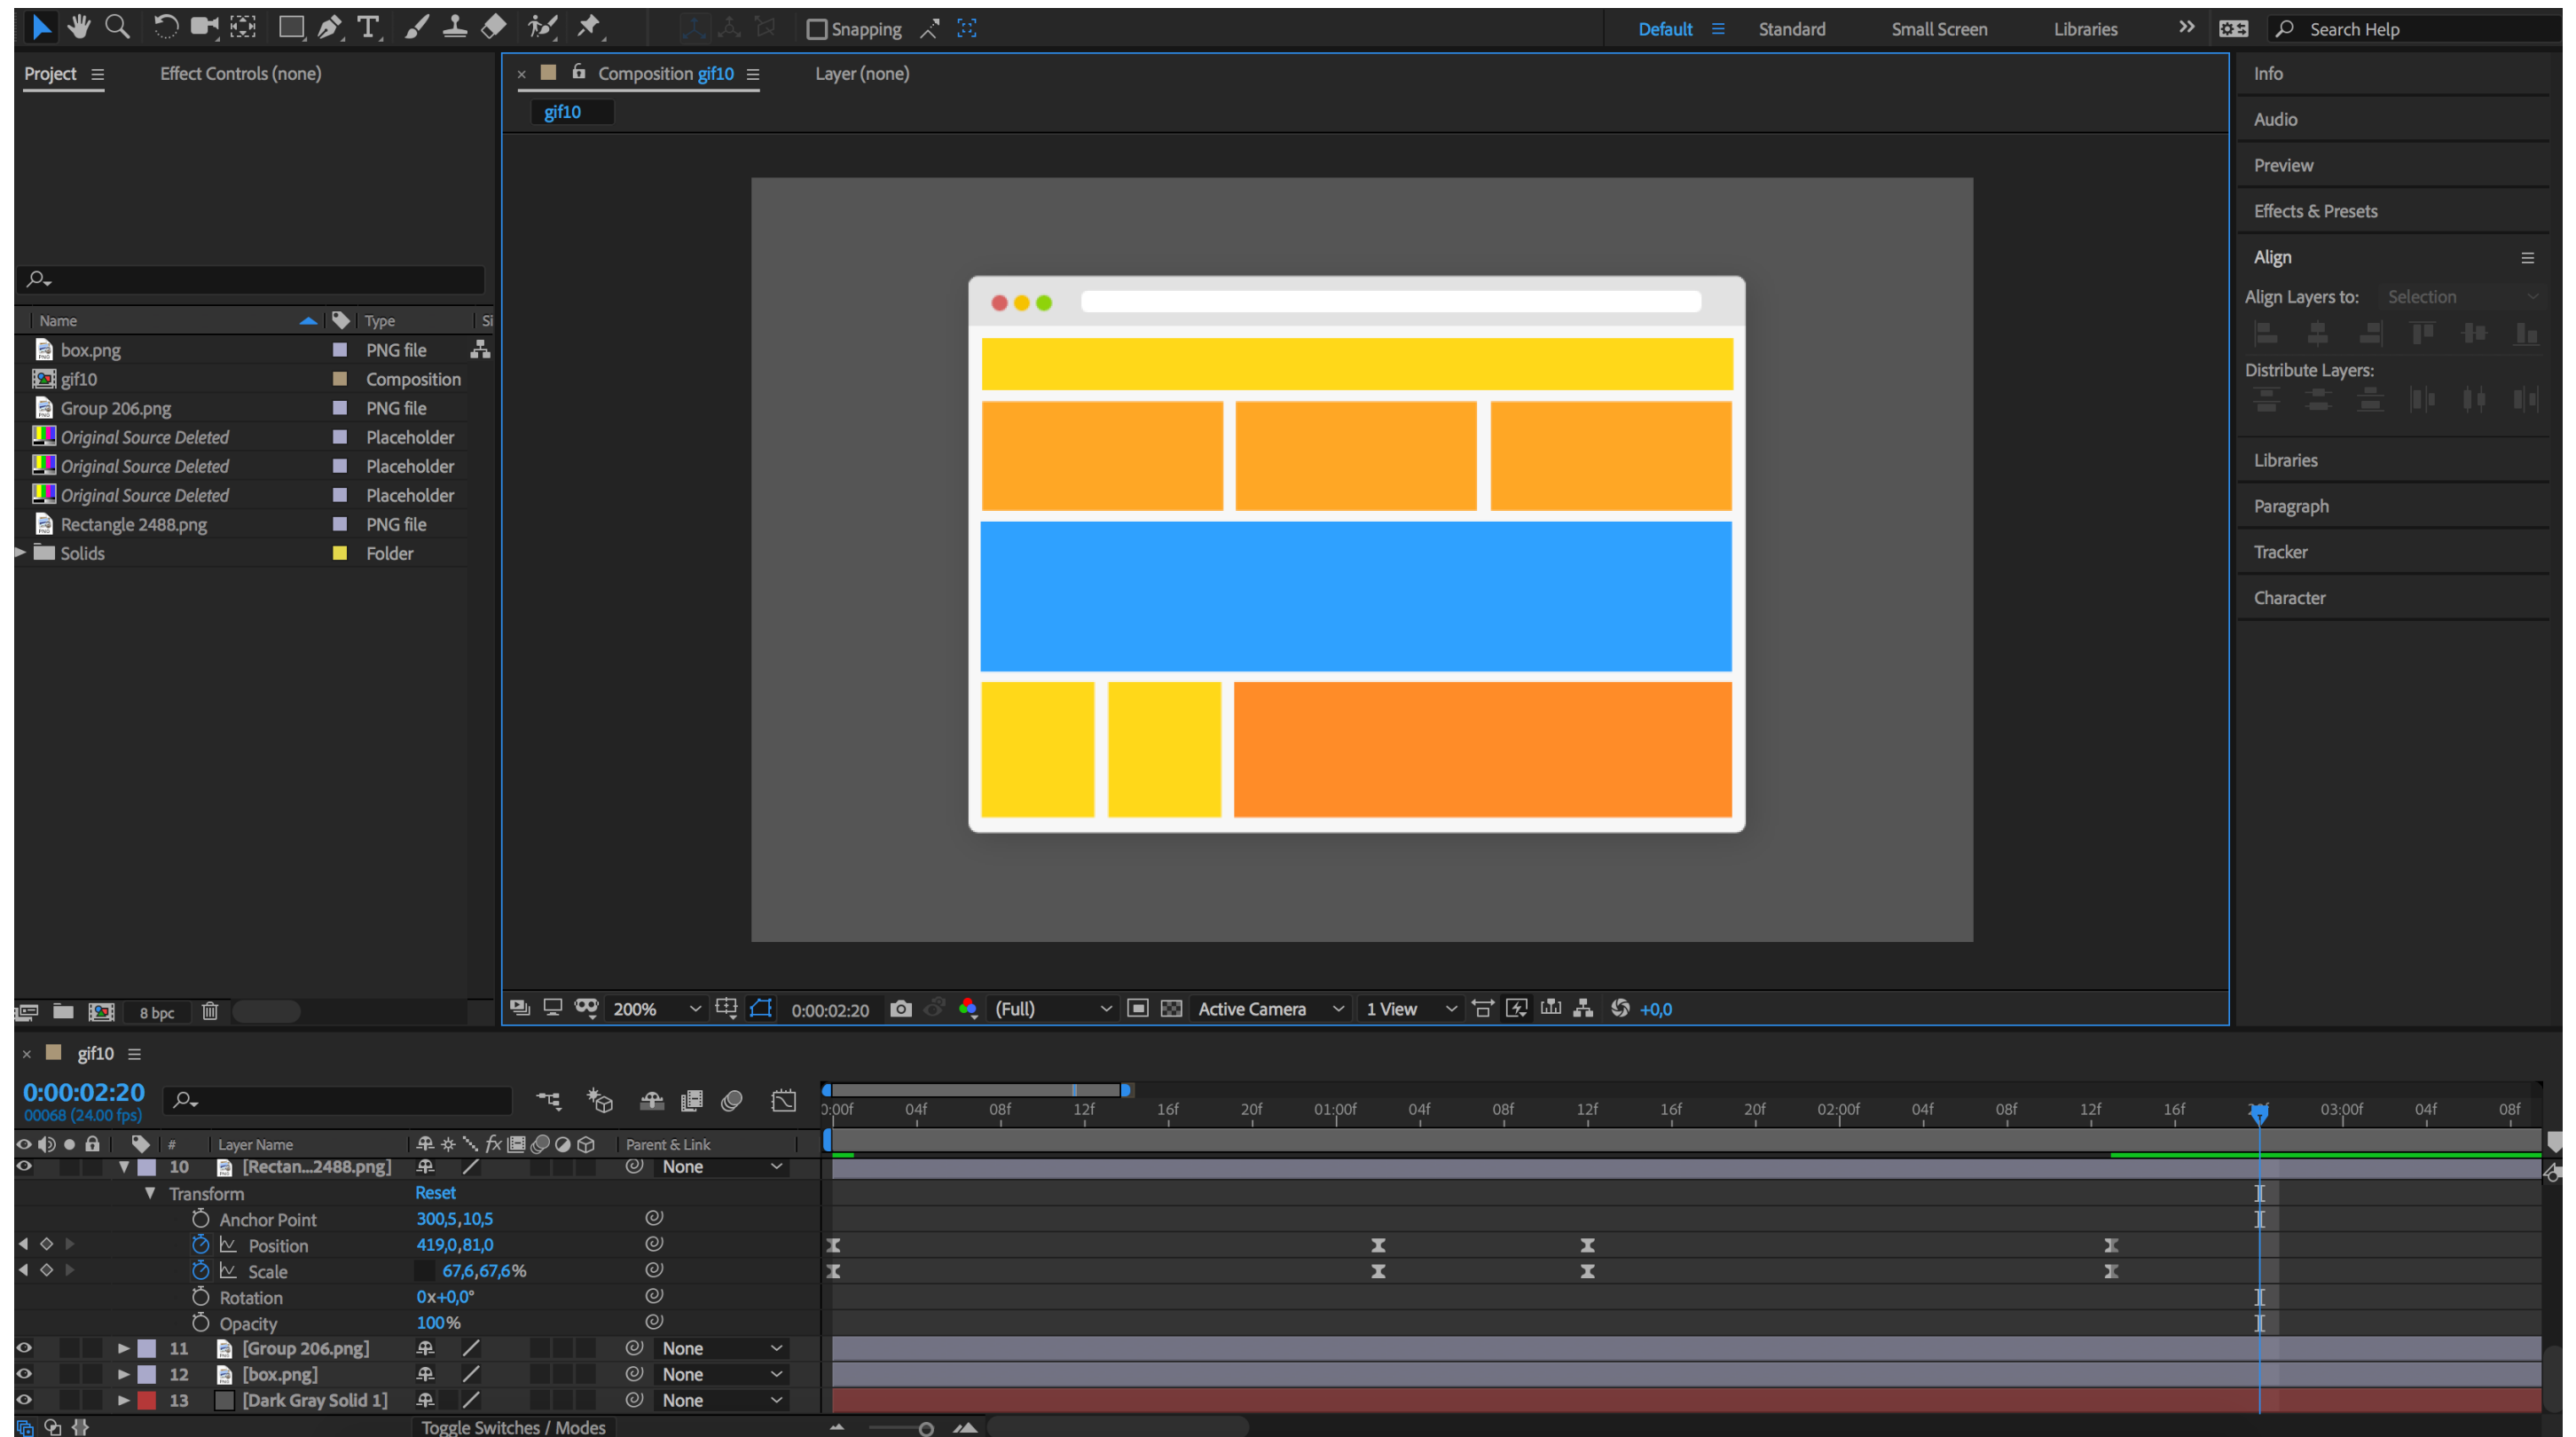 Snapping
Default
Standard
Small Screen
Libraries
Search Help
Project
Effect Controls (none)
Composition gif10
Layer (none)
gif10
Info
Audio
Preview
Effects & Presets
Align
Align Layers to:
Selection
Distribute Layers:
Libraries
Paragraph
Tracker
Character
Name
Type
Si
box.png
PNG file
gif10
Composition
Group 206.png
PNG file
Original Source Deleted
Placeholder
Original Source Deleted
Placeholder
Original Source Deleted
Placeholder
Rectangle 2488.png
PNG file
Solids
Folder
8 bpc
200%
0:00:02:20
(Full)
Active Camera
1 View
+0,0
gif10
0:00:02:20
00068 (24.00 fps)
0:00f 04f 08f 12f 16f 20f 01:00f 04f 08f 12f 16f 20f 02:00f 04f 08f 12f 16f 03:00f 04f 08f
#
Layer Name
Parent & Link
10 [Rectan...2488.png] None
Transform Reset
Anchor Point 300,5,10,5
Position 419,0,81,0
Scale 67,6,67,6%
Rotation 0x+0,0°
Opacity 100%
11 [Group 206.png] None
12 [box.png] None
13 [Dark Gray Solid 1] None
Toggle Switches / Modes